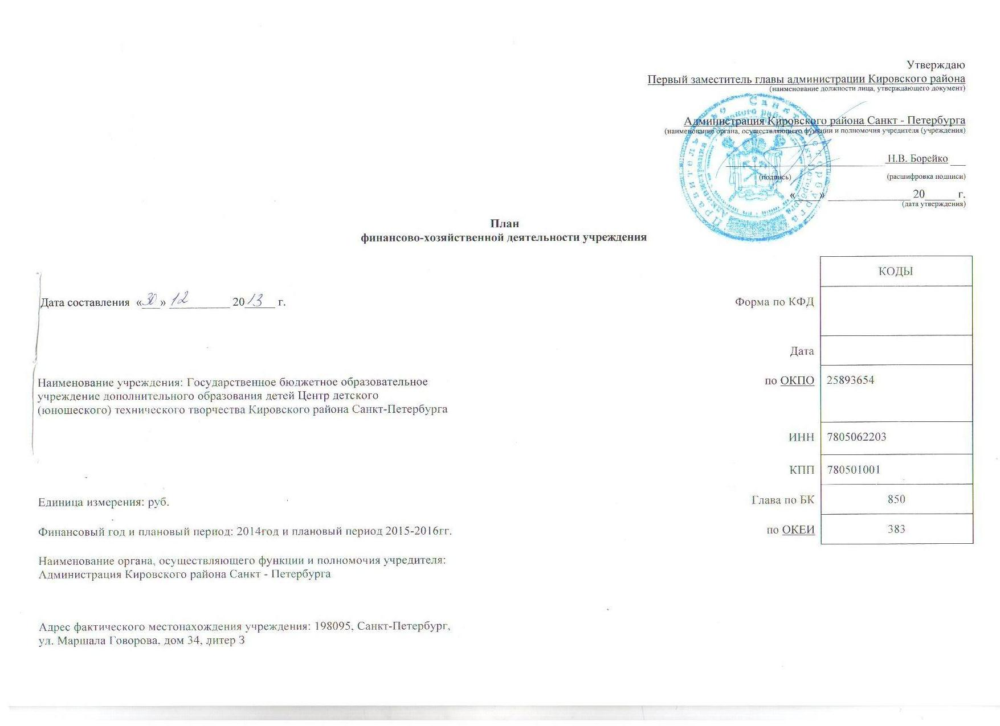 Утверждаю
Первый заместитель главы администрации Кировского района
(наименование должности лица, утверждающего документ)
Администрация Кировского района Санкт - Петербурга
(наименование органа, осуществляющего функции и полномочия учредителя (учреждения)
Н.В. Борейко
(подпись) (расшифровка подписи)
«____» ______________ 20_____ г.
(дата утверждения)
План
финансово-хозяйственной деятельности учреждения
КОДЫ
Дата составления «30» 12 2013 г.
Форма по КФД
Дата
Наименование учреждения: Государственное бюджетное образовательное
учреждение дополнительного образования детей Центр детского
(юношеского) технического творчества Кировского района Санкт-Петербурга
по ОКПО 25893654
ИНН 7805062203
КПП 780501001
Единица измерения: руб.
Глава по БК 850
Финансовый год и плановый период: 2014год и плановый период 2015-2016гг.
по ОКЕИ 383
Наименование органа, осуществляющего функции и полномочия учредителя:
Администрация Кировского района Санкт - Петербурга
Адрес фактического местонахождения учреждения: 198095, Санкт-Петербург,
ул. Маршала Говорова, дом 34, литер З